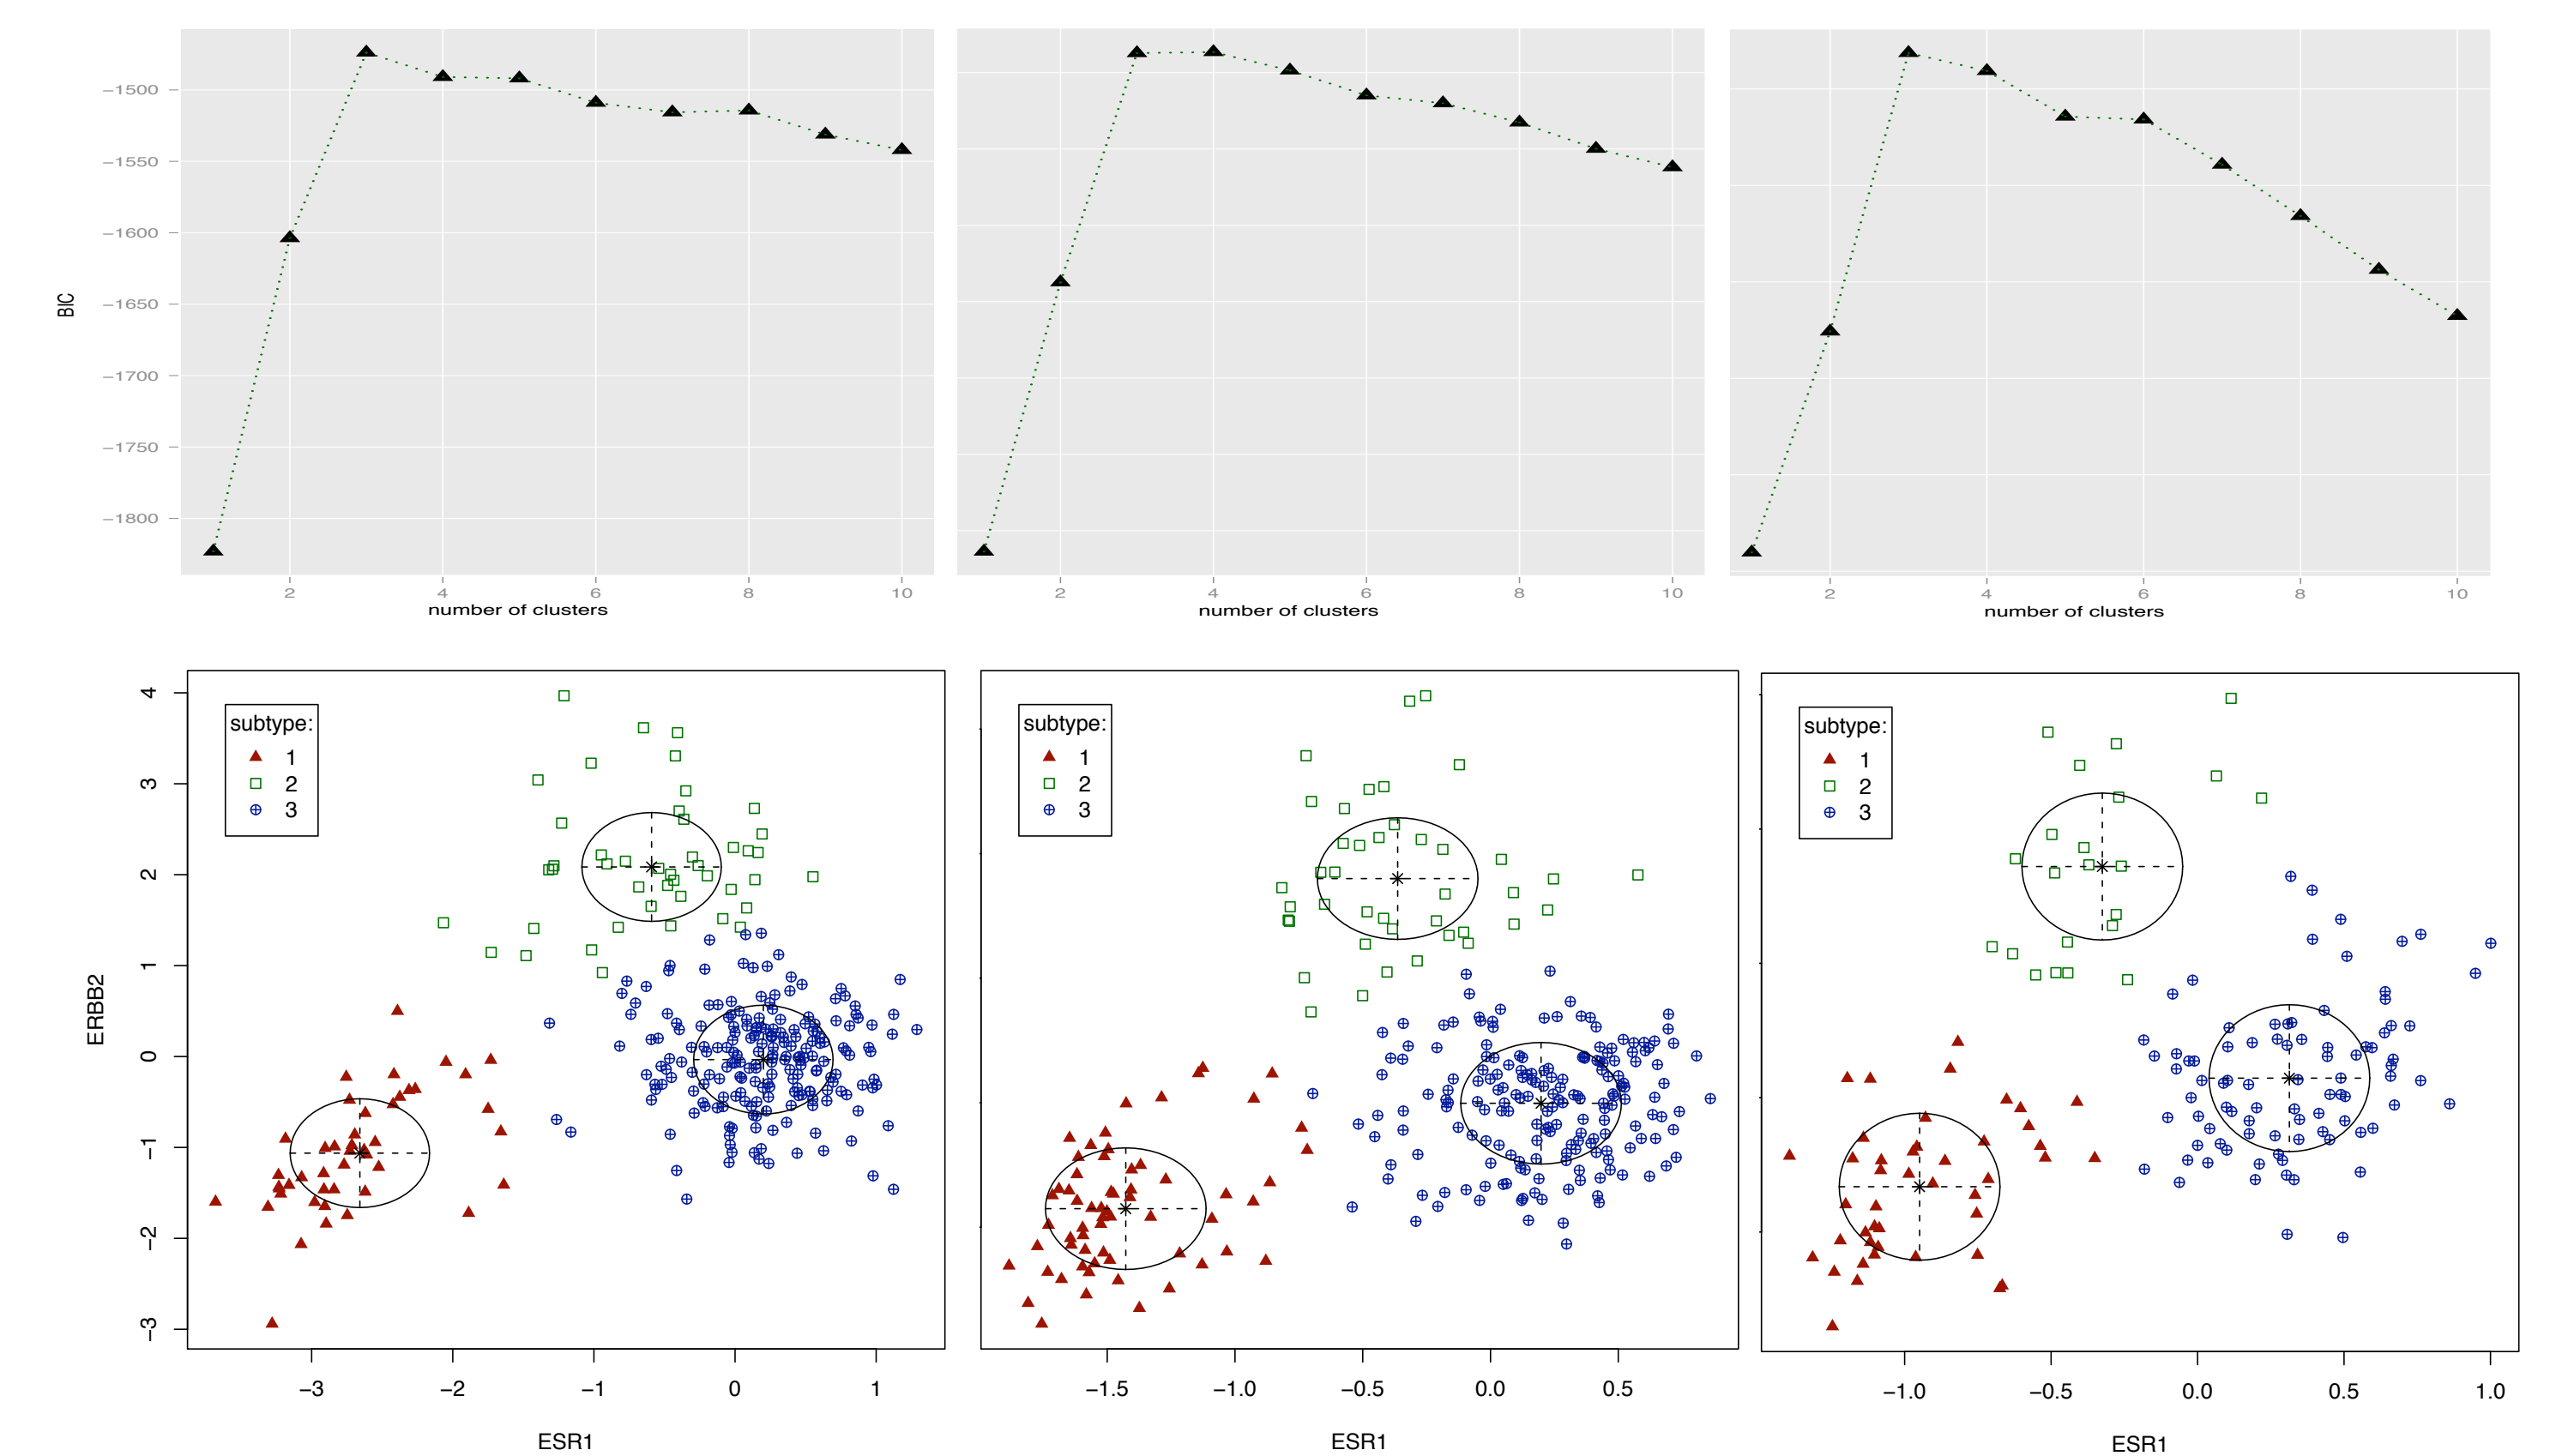 BIC
−1500
−1550
−1600
−1650
−1700
−1750
−1800
2 4 6 8 10
number of clusters
2 4 6 8 10
number of clusters
2 4 6 8 10
number of clusters
ERBB2
4
3
2
1
0
−1
−2
−3
subtype:
1
2
3
−3 −2 −1 0 1
ESR1
subtype:
1
2
3
−1.5 −1.0 −0.5 0.0 0.5
ESR1
subtype:
1
2
3
−1.0 −0.5 0.0 0.5 1.0
ESR1